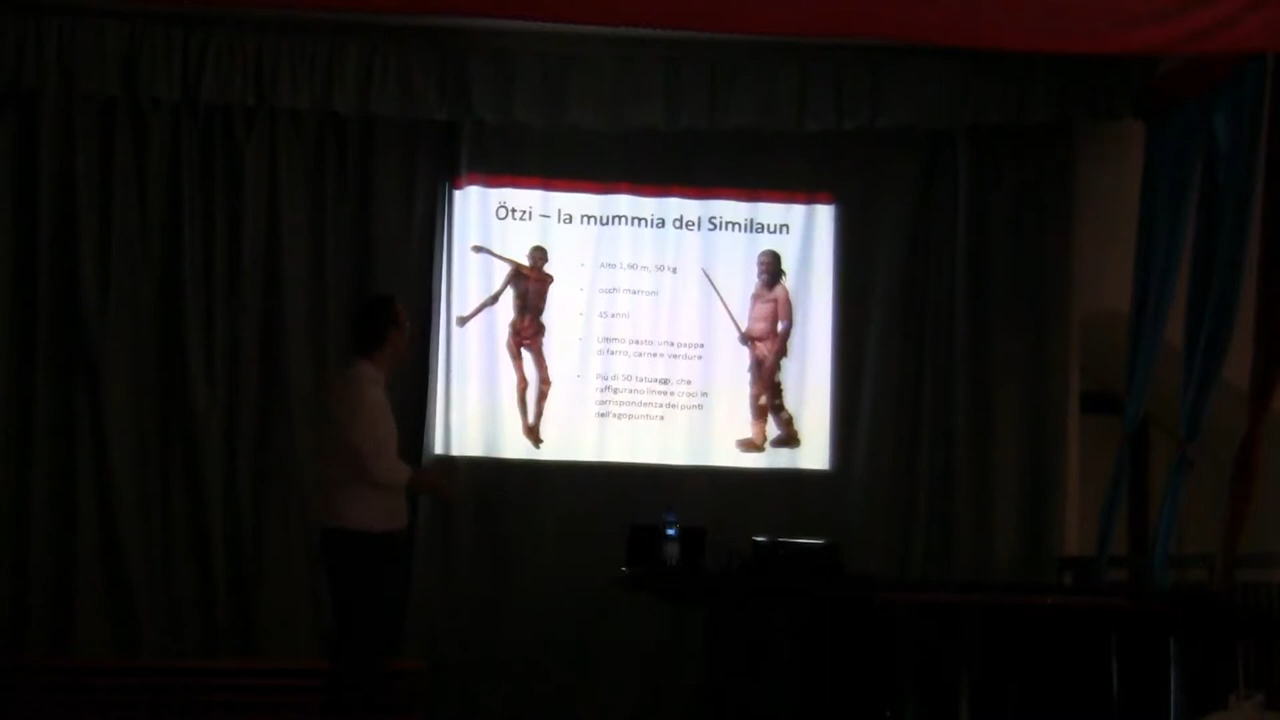 Ötzi – la mummia del Similaun
Alto 1,60 m, 50 kg
occhi marroni
45 anni
Ultimo pasto: una pappa
di farro, carne e verdure
Più di 50 tatuaggi, che
raffigurano linee e croci in
corrispondenza dei punti
dell'agopuntura